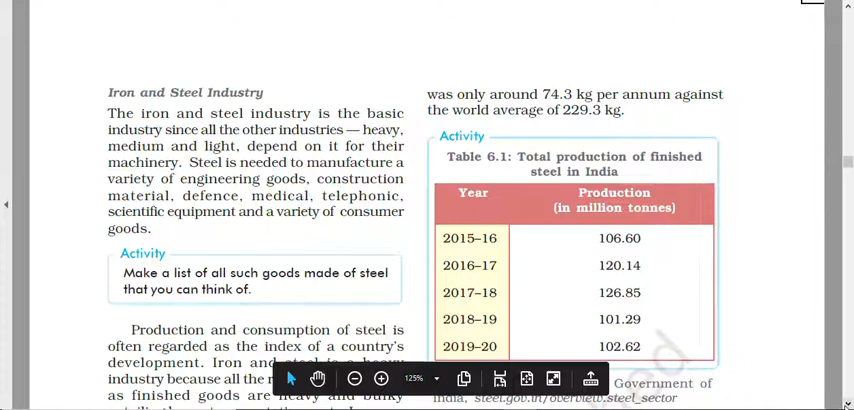 Iron and Steel Industry
The iron and steel industry is the basic
industry since all the other industries — heavy,
medium and light, depend on it for their
machinery. Steel is needed to manufacture a
variety of engineering goods, construction
material, defence, medical, telephonic,
scientific equipment and a variety of consumer
goods.
Activity
Make a list of all such goods made of steel
that you can think of.
Production and consumption of steel is
often regarded as the index of a country's
development. Iron and steel is a heavy
industry because all the
as finished goods are heavy and bulky
was only around 74.3 kg per annum against
the world average of 229.3 kg.
Activity
Table 6.1: Total production of finished
steel in India
Year Production
(in million tonnes)
2015–16 106.60
2016–17 120.14
2017–18 126.85
2018–19 101.29
2019–20 102.62
Government of
India, steel.gov.in/overview.steel_sector
125%